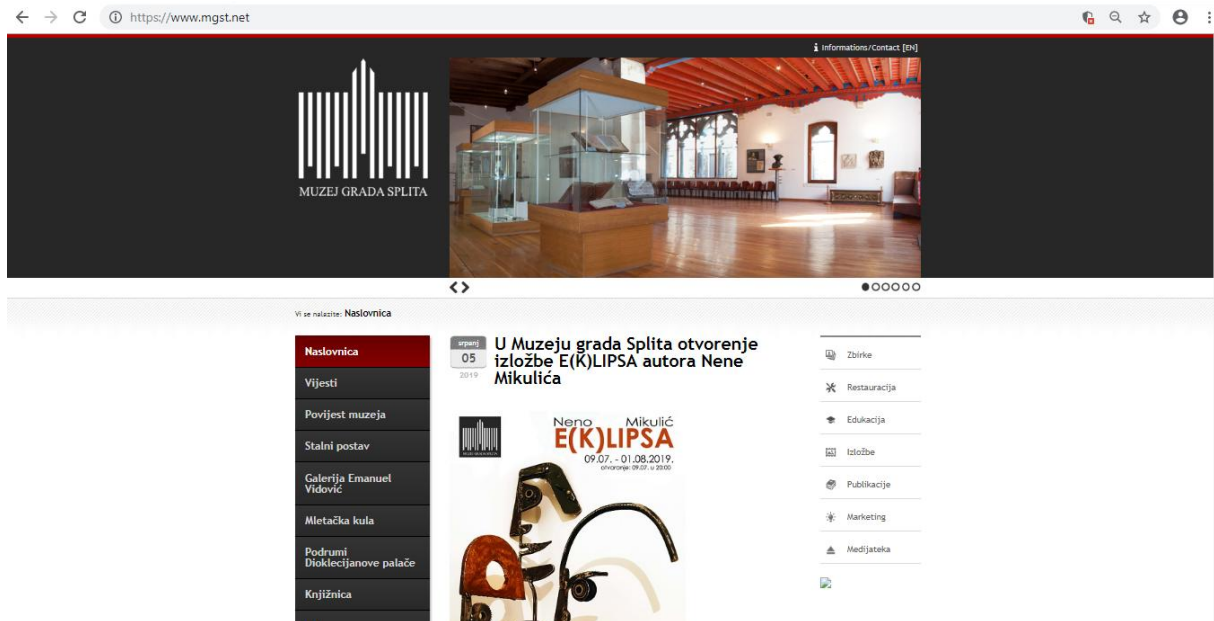 https://www.mgst.net
i Informations/Contact [EN]
MUZEJ GRADA SPLITA
Vi se nalazite: Naslovnica
Naslovnica
Vijesti
Povijest muzeja
Stalni postav
Galerija Emanuel
Vidović
Mletačka kula
Podrumi
Dioklecijanove palače
Knjižnica
srpanj
05
2019
U Muzeju grada Splita otvorenje
izložbe E(K)LIPSA autora Nene
Mikulića
MUZEJ GRADA SPLITA
Neno Mikulić
E(K)LIPSA
09.07. - 01.08.2019.
otvorenje: 09.07. u 20:00
Zbirke
Restauracija
Edukacija
Izložbe
Publikacije
Marketing
Medijateka